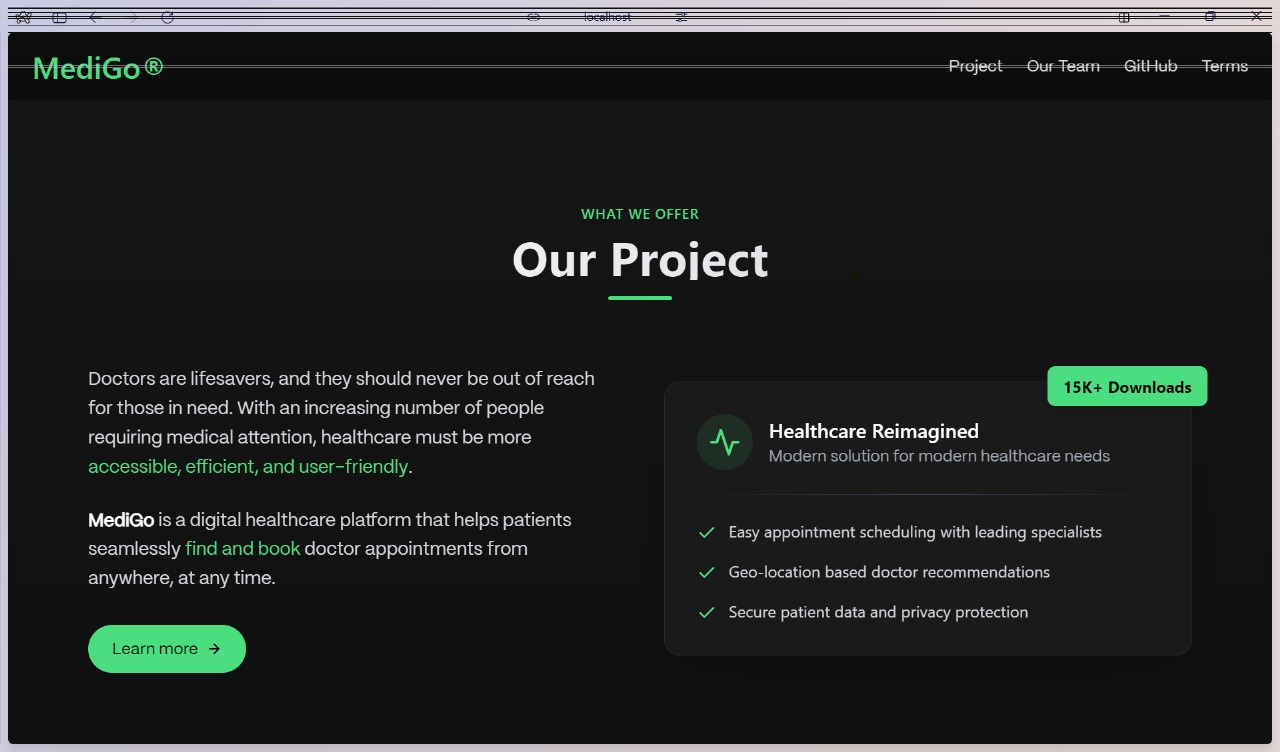 localhost
MediGo®
Project Our Team GitHub Terms
WHAT WE OFFER
Our Project
Doctors are lifesavers, and they should never be out of reach
for those in need. With an increasing number of people
requiring medical attention, healthcare must be more
accessible, efficient, and user-friendly.
MediGo is a digital healthcare platform that helps patients
seamlessly find and book doctor appointments from
anywhere, at any time.
Learn more →
15K+ Downloads
Healthcare Reimagined
Modern solution for modern healthcare needs
Easy appointment scheduling with leading specialists
Geo-location based doctor recommendations
Secure patient data and privacy protection